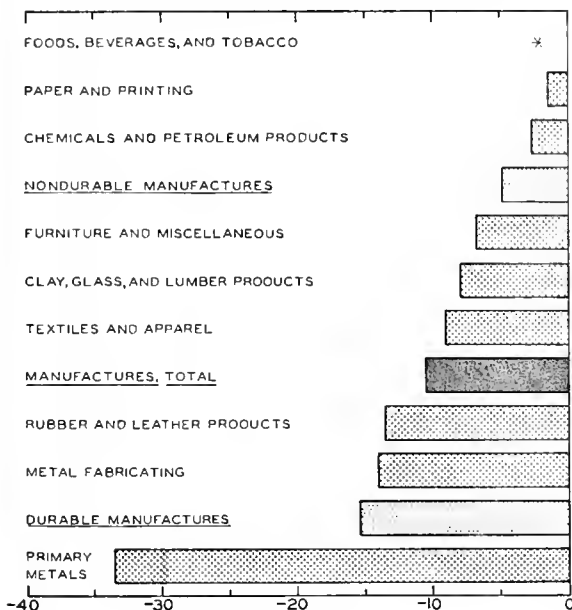 FOODS, BEVERAGES, AND TOBACCO *
PAPER AND PRINTING
CHEMICALS AND PETROLEUM PRODUCTS
NONDURABLE MANUFACTURES
FURNITURE AND MISCELLANEOUS
CLAY, GLASS, AND LUMBER PRODUCTS
TEXTILES AND APPAREL
MANUFACTURES, TOTAL
RUBBER AND LEATHER PRODUCTS
METAL FABRICATING
DURABLE MANUFACTURES
PRIMARY
METALS
-40 -30 -20 -10 0